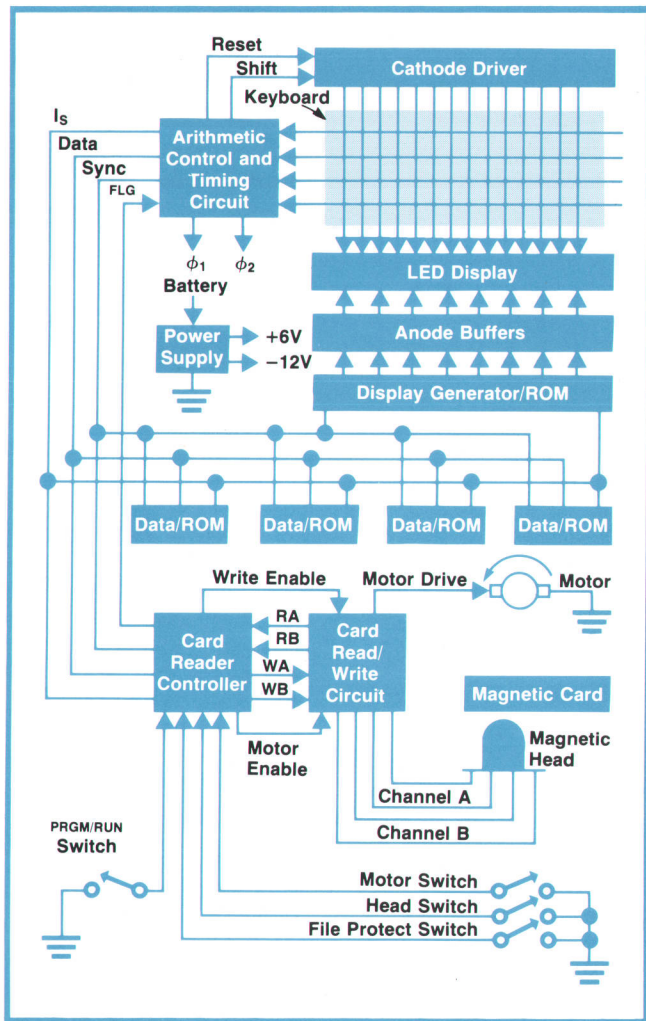 Reset
Shift
Cathode Driver
Keyboard
I_S
Data
Sync
FLG
Arithmetic
Control and
Timing
Circuit
ϕ1
ϕ2
LED Display
Battery
Anode Buffers
Power
Supply
+6V
−12V
Display Generator/ROM
Data/ROM
Data/ROM
Data/ROM
Data/ROM
Write Enable
Motor Drive
Motor
RA
RB
WA
WB
Card
Reader
Controller
Card
Read/
Write
Circuit
Motor
Enable
Magnetic Card
Magnetic
Head
Channel A
Channel B
PRGM/RUN
Switch
Motor Switch
Head Switch
File Protect Switch